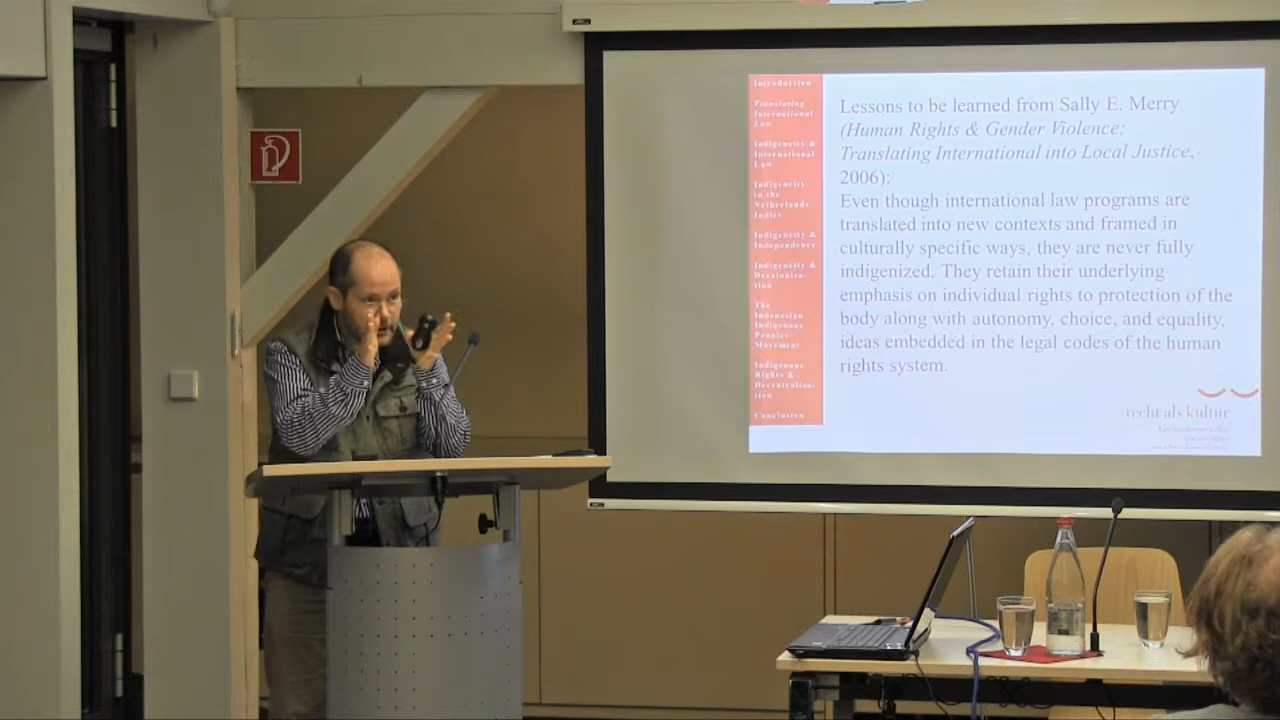 Introduction
Translating
International
Law
Indigeneity &
International
Law
Indigeneity
in the
Netherlands
Indies
Indigeneity &
Independence
Indigeneity &
Decoloniza-
tion
The
Indonesian
Indigenous
Peoples
Movement
Indigenous
Rights &
Decentraliza-
tion
Conclusion
Lessons to be learned from Sally E. Merry
(Human Rights & Gender Violence:
Translating International into Local Justice,
2006):
Even though international law programs are
translated into new contexts and framed in
culturally specific ways, they are never fully
indigenized. They retain their underlying
emphasis on individual rights to protection of the
body along with autonomy, choice, and equality,
ideas embedded in the legal codes of the human
rights system.
recht als kultur